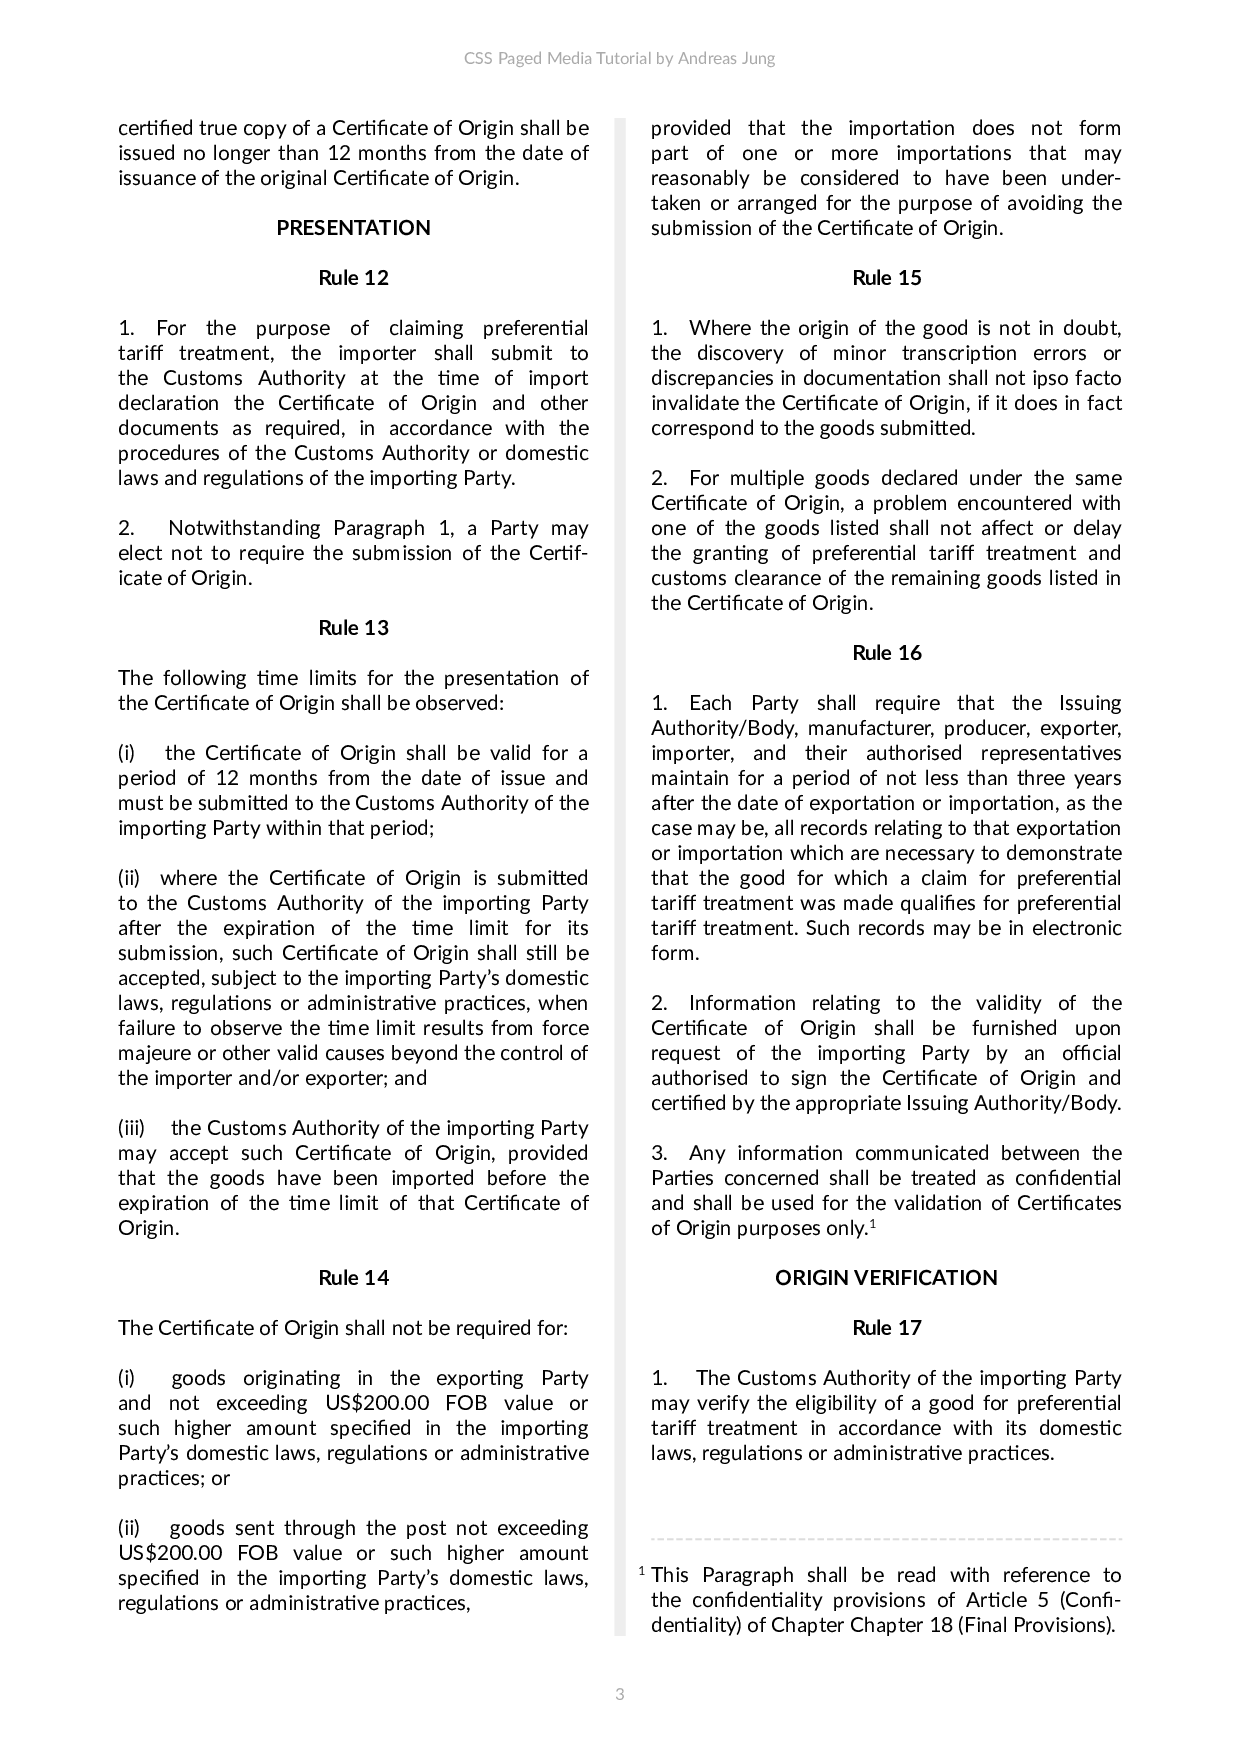 CSS Paged Media Tutorial by Andreas Jung
certified true copy of a Certificate of Origin shall be
issued no longer than 12 months from the date of
issuance of the original Certificate of Origin.
PRESENTATION
Rule 12
1. For the purpose of claiming preferential
tariff treatment, the importer shall submit to
the Customs Authority at the time of import
declaration the Certificate of Origin and other
documents as required, in accordance with the
procedures of the Customs Authority or domestic
laws and regulations of the importing Party.
2. Notwithstanding Paragraph 1, a Party may
elect not to require the submission of the Certif-
icate of Origin.
Rule 13
The following time limits for the presentation of
the Certificate of Origin shall be observed:
(i) the Certificate of Origin shall be valid for a
period of 12 months from the date of issue and
must be submitted to the Customs Authority of the
importing Party within that period;
(ii) where the Certificate of Origin is submitted
to the Customs Authority of the importing Party
after the expiration of the time limit for its
submission, such Certificate of Origin shall still be
accepted, subject to the importing Party’s domestic
laws, regulations or administrative practices, when
failure to observe the time limit results from force
majeure or other valid causes beyond the control of
the importer and/or exporter; and
(iii) the Customs Authority of the importing Party
may accept such Certificate of Origin, provided
that the goods have been imported before the
expiration of the time limit of that Certificate of
Origin.
Rule 14
The Certificate of Origin shall not be required for:
(i) goods originating in the exporting Party
and not exceeding US$200.00 FOB value or
such higher amount specified in the importing
Party’s domestic laws, regulations or administrative
practices; or
(ii) goods sent through the post not exceeding
US$200.00 FOB value or such higher amount
specified in the importing Party’s domestic laws,
regulations or administrative practices,
provided that the importation does not form
part of one or more importations that may
reasonably be considered to have been under-
taken or arranged for the purpose of avoiding the
submission of the Certificate of Origin.
Rule 15
1. Where the origin of the good is not in doubt,
the discovery of minor transcription errors or
discrepancies in documentation shall not ipso facto
invalidate the Certificate of Origin, if it does in fact
correspond to the goods submitted.
2. For multiple goods declared under the same
Certificate of Origin, a problem encountered with
one of the goods listed shall not affect or delay
the granting of preferential tariff treatment and
customs clearance of the remaining goods listed in
the Certificate of Origin.
Rule 16
1. Each Party shall require that the Issuing
Authority/Body, manufacturer, producer, exporter,
importer, and their authorised representatives
maintain for a period of not less than three years
after the date of exportation or importation, as the
case may be, all records relating to that exportation
or importation which are necessary to demonstrate
that the good for which a claim for preferential
tariff treatment was made qualifies for preferential
tariff treatment. Such records may be in electronic
form.
2. Information relating to the validity of the
Certificate of Origin shall be furnished upon
request of the importing Party by an official
authorised to sign the Certificate of Origin and
certified by the appropriate Issuing Authority/Body.
3. Any information communicated between the
Parties concerned shall be treated as confidential
and shall be used for the validation of Certificates
of Origin purposes only.¹
ORIGIN VERIFICATION
Rule 17
1. The Customs Authority of the importing Party
may verify the eligibility of a good for preferential
tariff treatment in accordance with its domestic
laws, regulations or administrative practices.
¹ This Paragraph shall be read with reference to
the confidentiality provisions of Article 5 (Confi-
dentiality) of Chapter Chapter 18 (Final Provisions).
3